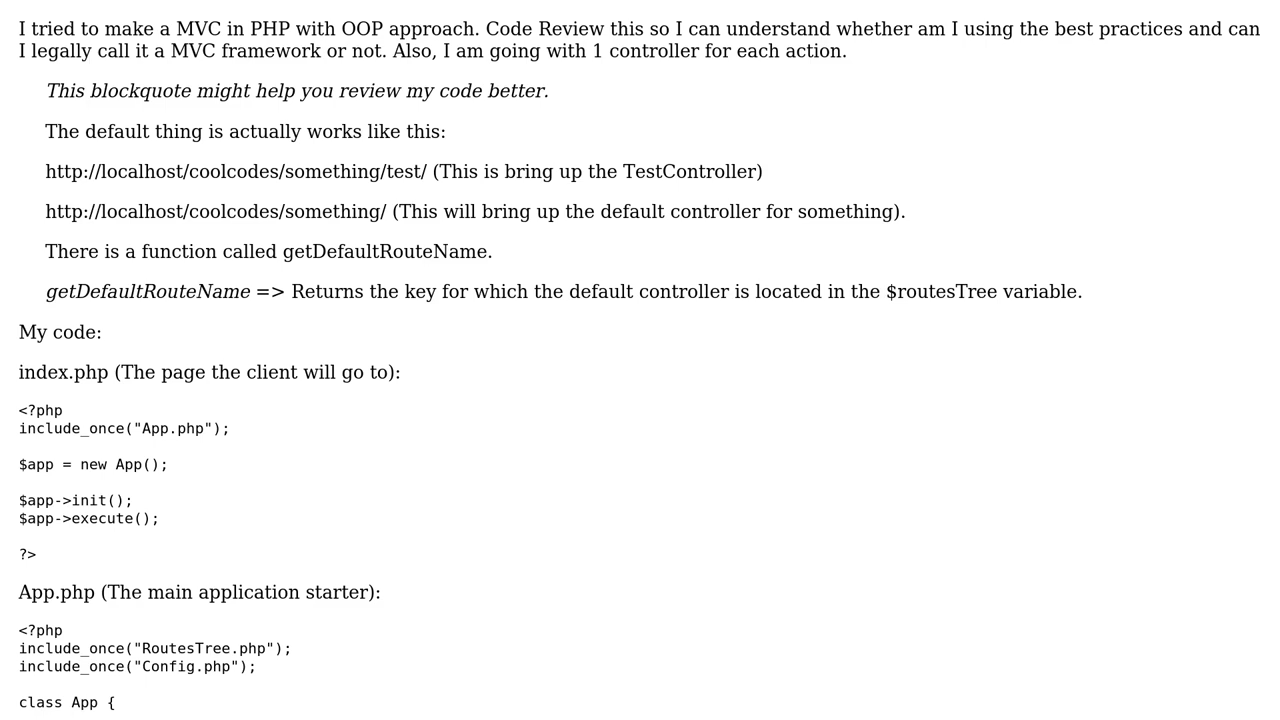 I tried to make a MVC in PHP with OOP approach. Code Review this so I can understand whether am I using the best practices and can
I legally call it a MVC framework or not. Also, I am going with 1 controller for each action.
This blockquote might help you review my code better.
The default thing is actually works like this:
http://localhost/coolcodes/something/test/ (This is bring up the TestController)
http://localhost/coolcodes/something/ (This will bring up the default controller for something).
There is a function called getDefaultRouteName.
getDefaultRouteName => Returns the key for which the default controller is located in the $routesTree variable.
My code:
index.php (The page the client will go to):
<?php
include_once("App.php");
$app = new App();
$app->init();
$app->execute();
?>
App.php (The main application starter):
<?php
include_once("RoutesTree.php");
include_once("Config.php");
class App {